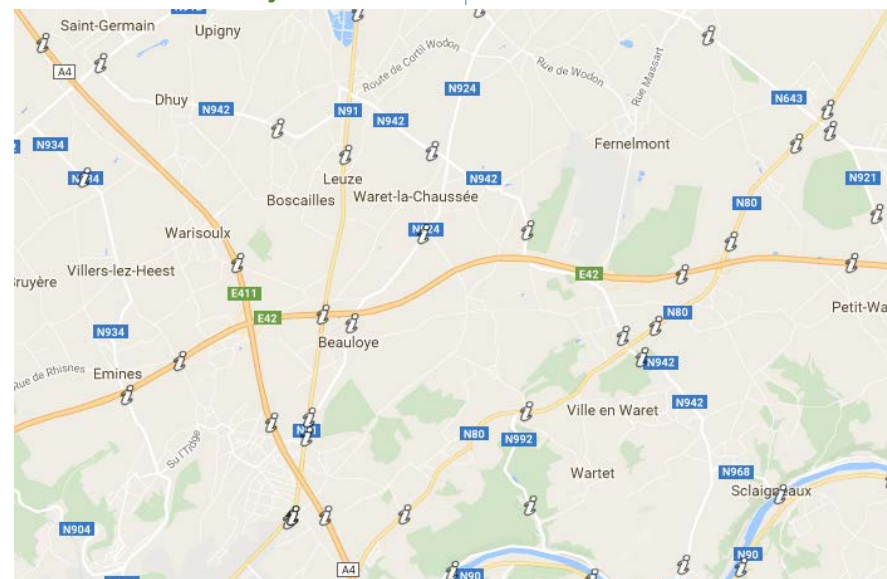 Saint-Germain
Upigny
A4
Route de Cortil Wodon
Rue de Wodon
Rue Massart
N924
Dhuy
N942
N91
N643
N942
N934
Fernelmont
Leuze
N942
N921
Boscailles
Waret-la-Chaussée
N80
Warisoulx
Villers-lez-Heest
E42
E411
E42
N80
Petit-Wa
N934
Beauloye
Rue de Rhisnes
Emines
N942
Ville en Waret
N942
N80
N992
Wartet
N968
Sclaigneaux
N904
N90
A4
N90